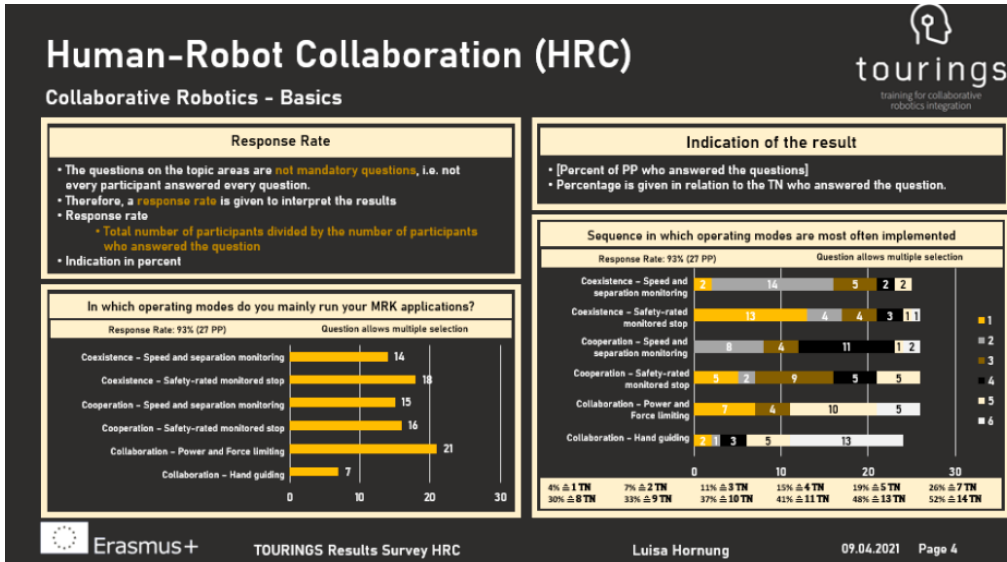 Human-Robot Collaboration (HRC)
Collaborative Robotics - Basics
tourings
training for collaborative
robotics integration
Response Rate
• The questions on the topic areas are not mandatory questions, i.e. not
every participant answered every question.
• Therefore, a response rate is given to interpret the results
• Response rate
• Total number of participants divided by the number of participants
who answered the question
• Indication in percent
In which operating modes do you mainly run your MRK applications?
Response Rate: 93% (27 PP)
Question allows multiple selection
Coexistence – Speed and separation monitoring
14
Coexistence – Safety-rated monitored stop
18
Cooperation – Speed and separation monitoring
15
Cooperation – Safety-rated monitored stop
16
Collaboration – Power and Force limiting
21
Collaboration – Hand guiding
7
0 10 20 30
Indication of the result
• [Percent of PP who answered the questions]
• Percentage is given in relation to the TN who answered the question.
Sequence in which operating modes are most often implemented
Response Rate: 93% (27 PP)
Question allows multiple selection
Coexistence – Speed and
separation monitoring
2 14 5 2 2
Coexistence – Safety-rated
monitored stop
13 4 4 3 1 1
Cooperation – Speed and
separation monitoring
8 4 11 1 2
Cooperation – Safety-rated
monitored stop
5 2 9 5 5
Collaboration – Power and
Force limiting
7 4 10 5
Collaboration – Hand guiding
2 1 3 5 13
0 10 20 30
1
2
3
4
5
6
4% ≙ 1 TN 7% ≙ 2 TN 11% ≙ 3 TN 15% ≙ 4 TN 19% ≙ 5 TN 26% ≙ 7 TN
30% ≙ 8 TN 33% ≙ 9 TN 37% ≙ 10 TN 41% ≙ 11 TN 48% ≙ 13 TN 52% ≙ 14 TN
Erasmus+
TOURINGS Results Survey HRC
Luisa Hornung
09.04.2021 Page 4